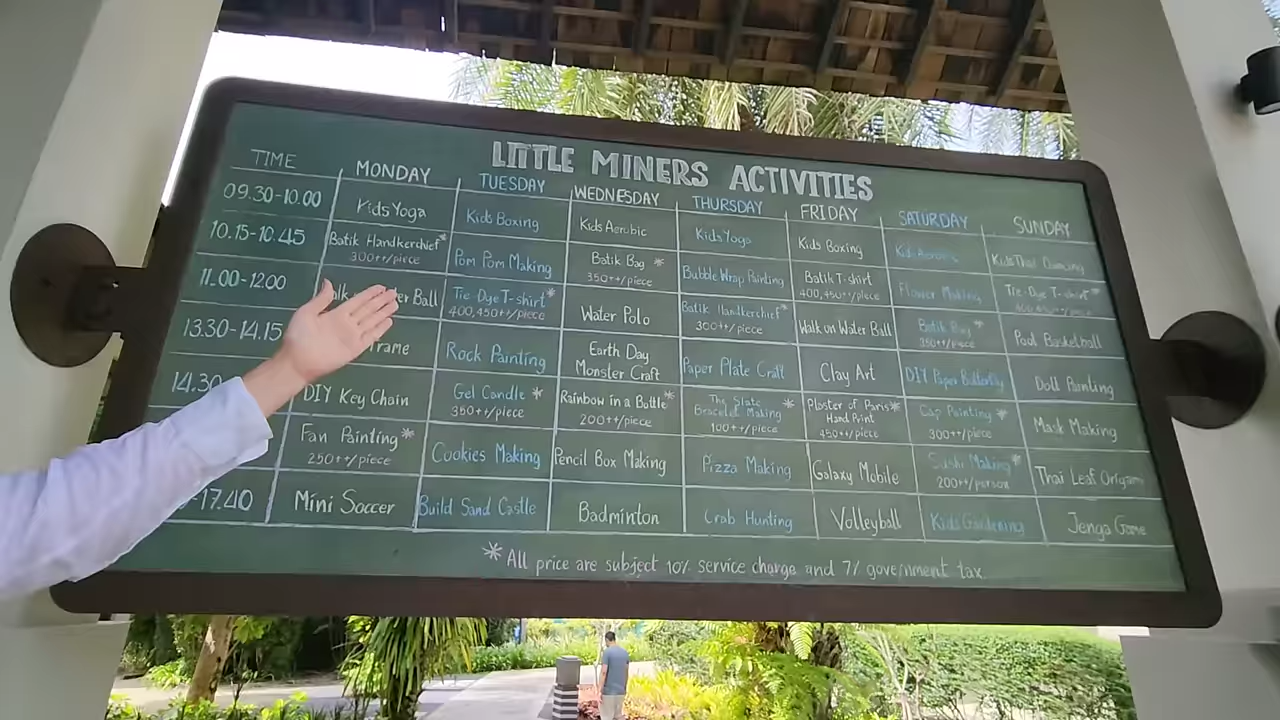 LITTLE MINERS ACTIVITIES
TIME MONDAY TUESDAY WEDNESDAY THURSDAY FRIDAY SATURDAY SUNDAY
09.30-10.00 Kids Yoga Kids Boxing Kids Aerobic Kids Yoga Kids Boxing Kids Aerobic Kids Thai Dancing
10.15-10.45 Batik Handkerchief* Pom Pom Making Batik Bag * Bubble Wrap Painting Batik T-shirt Flower Making Tie-Dye T-shirt*
300++/piece 350++/piece 400,450++/piece 400,450++/piece
11.00-12.00 Ball Tie-Dye T-shirt* Water Polo Batik Handkerchief* Walk on Water Ball Batik Bag * Pool Basketball
400,450++/piece 300++/piece 350++/piece
13.30-14.15 Rock Painting Earth Day Paper Plate Craft Clay Art DIY Paper Butterfly Doll Painting
Monster Craft
14.30 DIY Key Chain Gel Candle * Rainbow in a Bottle* The Slate Plaster of Paris* Cap Painting * Mask Making
350++/piece 200++/piece Bracelet Making * Hand Print 300++/piece
100++/piece 450++/piece
Fan Painting* Cookies Making Pencil Box Making Pizza Making Galaxy Mobile Sushi Making* Thai Leaf Origami
250++/piece 200++/person
-17.40 Mini Soccer Build Sand Castle Badminton Crab Hunting Volleyball Kids Gardening Jenga Game
*All price are subject 10% service charge and 7% government tax.